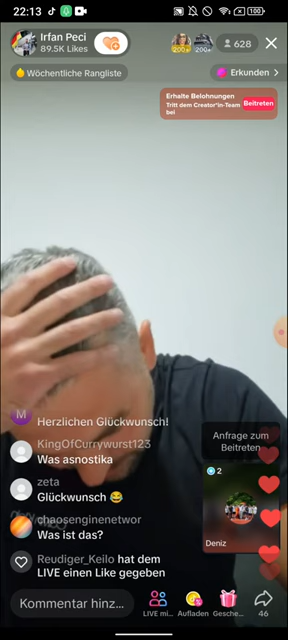 22:13
100
Irfan Peci
89.5K Likes
200+
200+
628
Wöchentliche Rangliste
Erkunden >
Erhalte Belohnungen
Tritt dem Creator*in-Team bei
Beitreten
M
Herzlichen Glückwunsch!
KingOfCurrywurst123
Was asnostika
zeta
Glückwunsch 😂
chaosenginenetwor
Was ist das?
Reudiger_Keilo hat dem
LIVE einen Like gegeben
Anfrage zum
Beitreten
2
Deniz
Kommentar hinz...
LIVE mi...
Aufladen
Gesche...
46